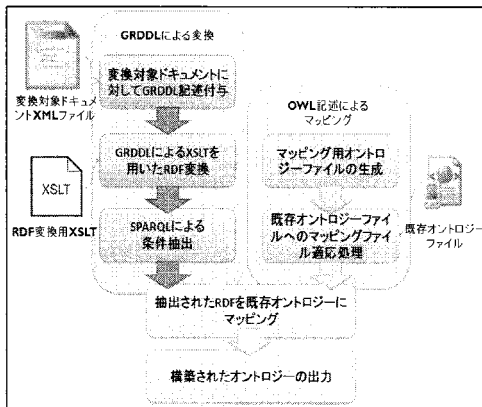 GRDDLによる変換
変換対象ドキュメントに
対してGRDDL記述付与
変換対象ドキュメ
ントXMLファイル
OWL記述による
マッピング
GRDDLによるXSLTを
用いたRDF変換
マッピング用オントロ
ジーファイルの生成
XSLT
RDF変換用XSLT
SPARQLによる
条件抽出
既存オントロジーファイ
ルへのマッピングファイ
ル適応処理
既存オントロジー
ファイル
抽出されたRDFを既存オントロジーに
マッピング
構築されたオントロジーの出力